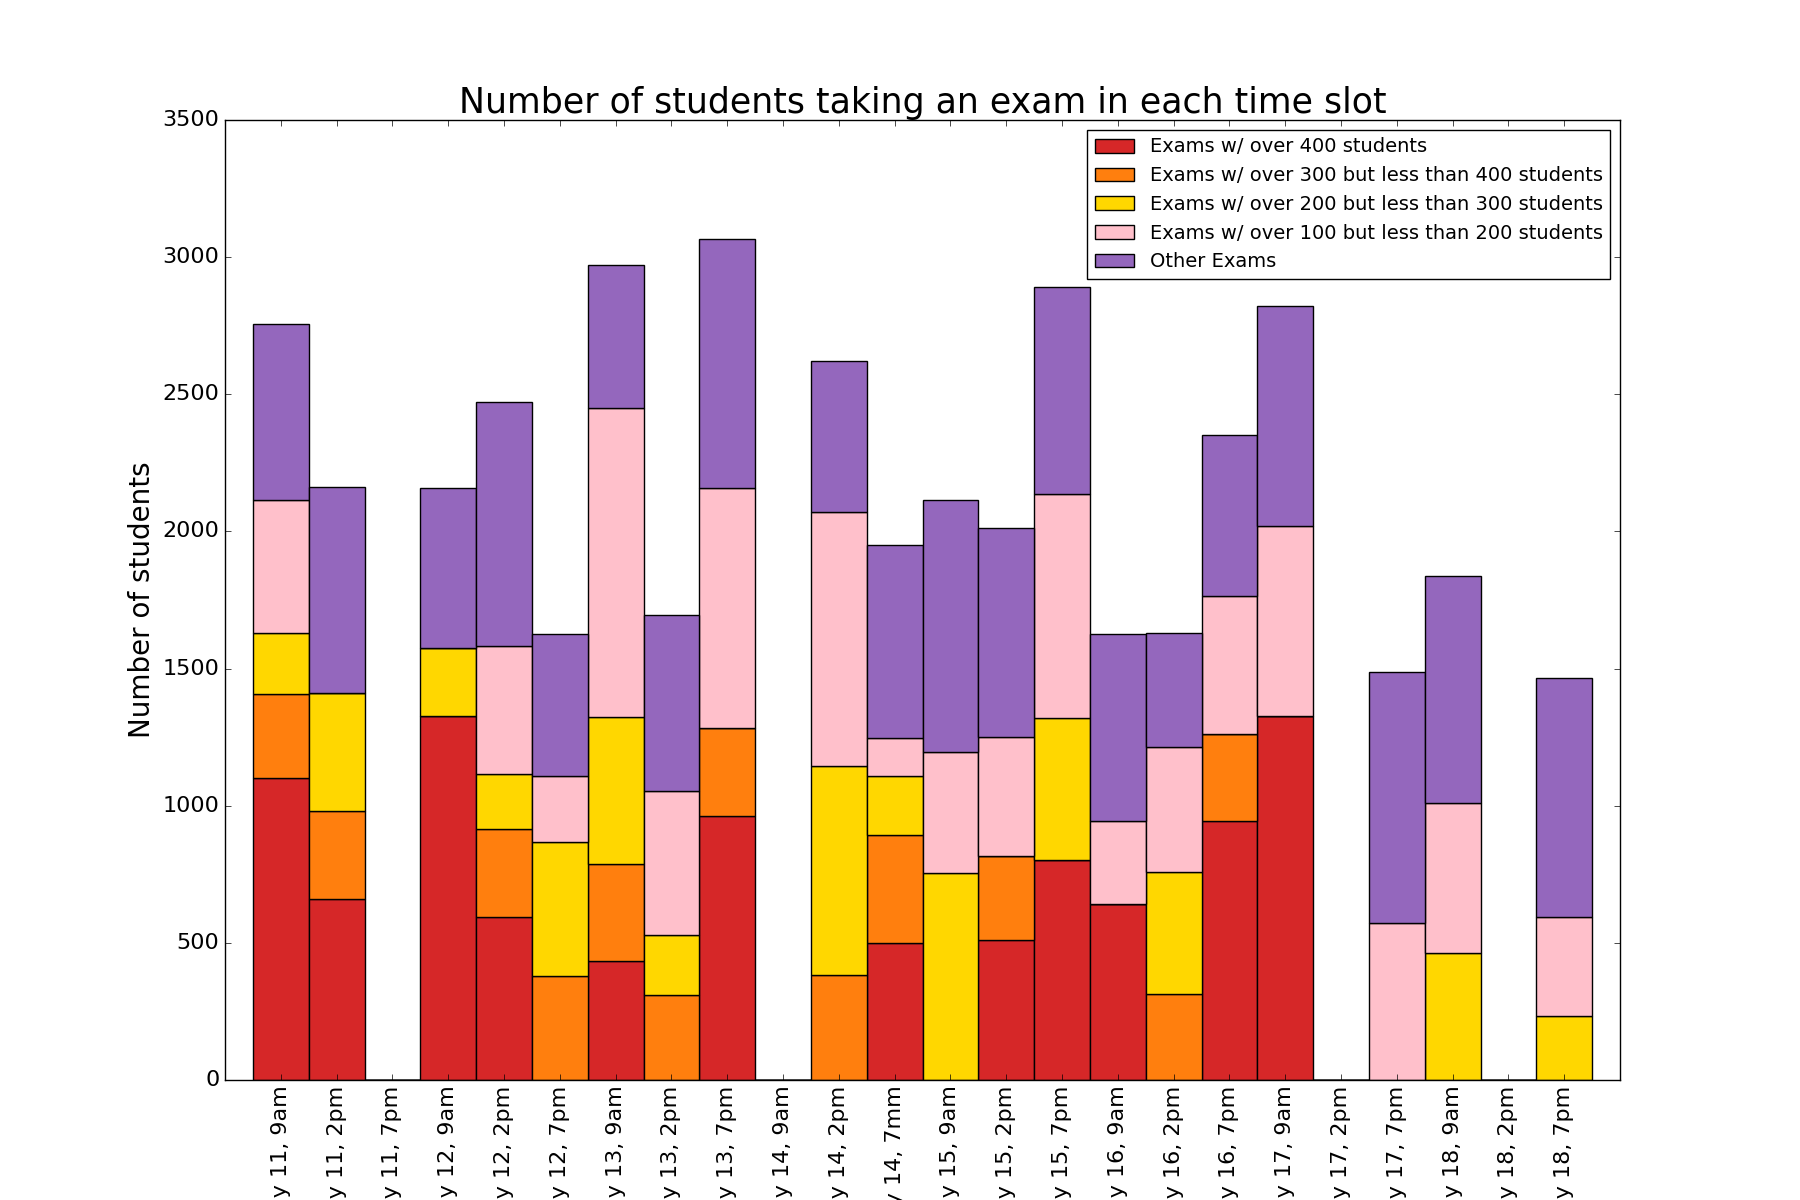 Number of students taking an exam in each time slot
3500
3000
2500
2000
1500
1000
500
0
Number of students
Exams w/ over 400 students
Exams w/ over 300 but less than 400 students
Exams w/ over 200 but less than 300 students
Exams w/ over 100 but less than 200 students
Other Exams
y 11, 9am
y 11, 2pm
y 11, 7pm
y 12, 9am
y 12, 2pm
y 12, 7pm
y 13, 9am
y 13, 2pm
y 13, 7pm
y 14, 9am
y 14, 2pm
y 14, 7mm
y 15, 9am
y 15, 2pm
y 15, 7pm
y 16, 9am
y 16, 2pm
y 16, 7pm
y 17, 9am
y 17, 2pm
y 17, 7pm
y 18, 9am
y 18, 2pm
y 18, 7pm